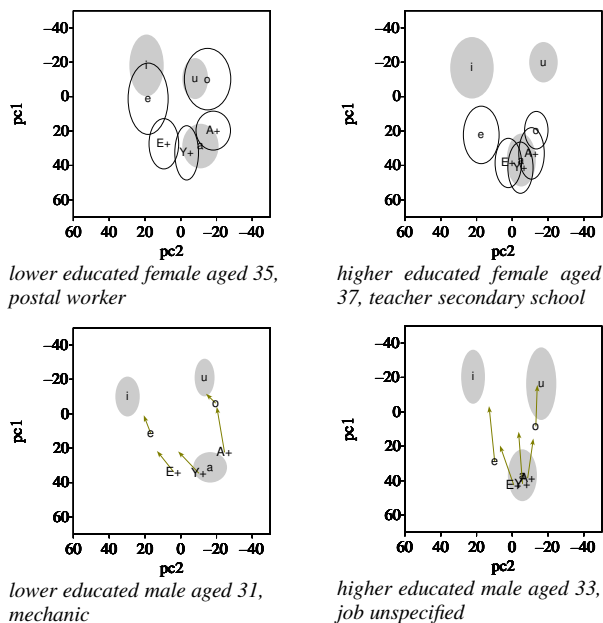 pc1
−40
−20
0
20
40
60
i
u
o
e
A+
E+
a
Y+
60 40 20 0 −20 −40
pc2
lower educated female aged 35,
postal worker
pc1
−40
−20
0
20
40
60
u
i
e
o
A+
a
E+
Y+
60 40 20 0 −20 −40
pc2
higher educated female aged
37, teacher secondary school
pc1
−40
−20
0
20
40
60
u
i
o
e
A+
a
E+
Y+
60 40 20 0 −20 −40
pc2
lower educated male aged 31,
mechanic
pc1
−40
−20
0
20
40
60
i
u
o
e
A+
E+
Y+
60 40 20 0 −20 −40
pc2
higher educated male aged 33,
job unspecified